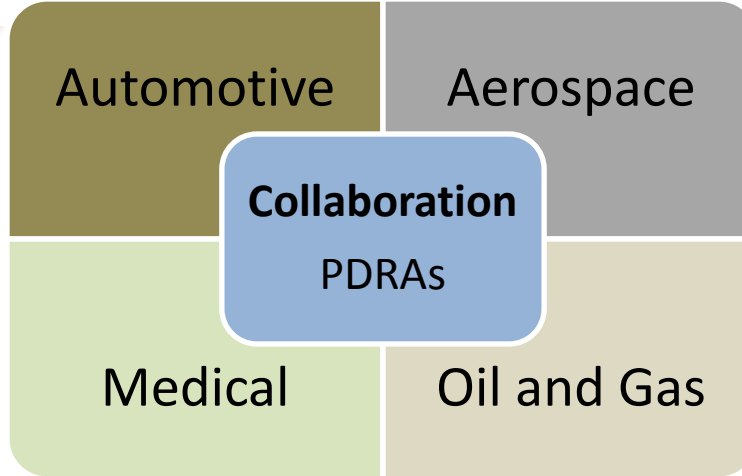 Automotive
Aerospace
Collaboration
PDRAs
Medical
Oil and Gas